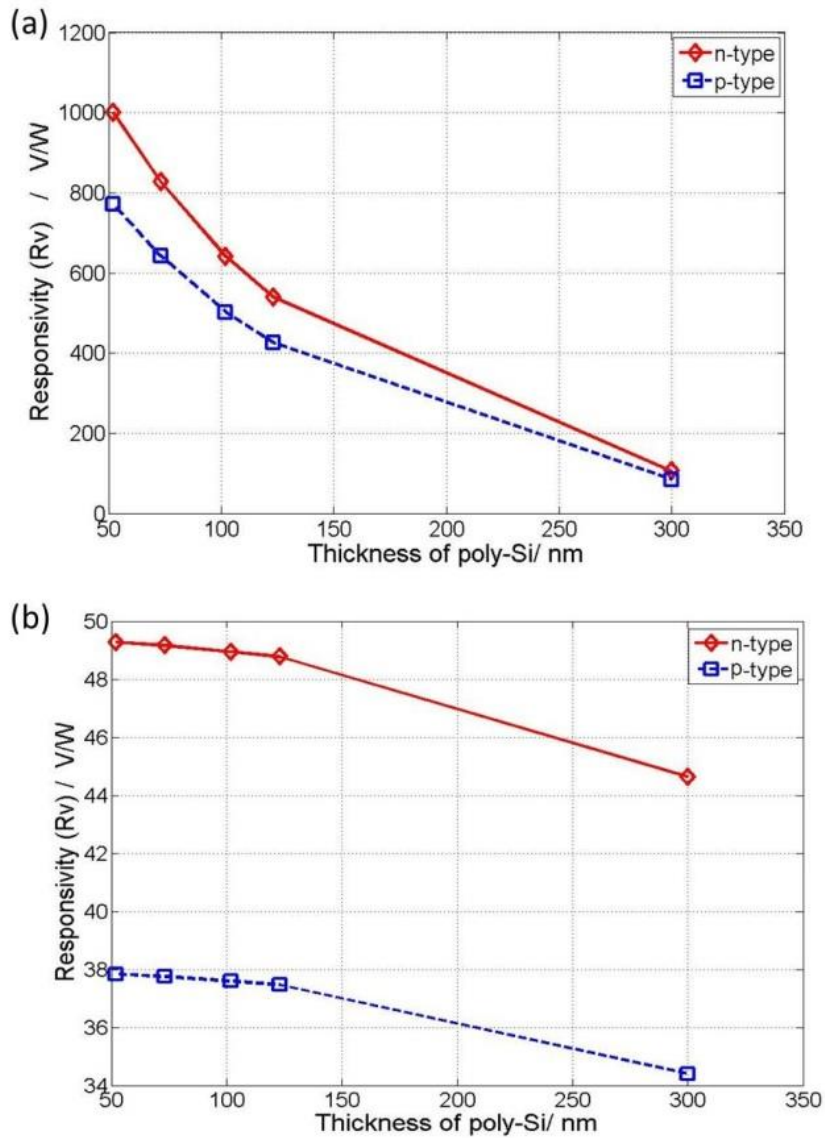 (a)
1200
1000
800
600
400
200
0
Responsivity (Rv) / V/W
n-type
p-type
50 100 150 200 250 300 350
Thickness of poly-Si/ nm
(b)
50
48
46
44
42
40
38
36
34
Responsivity (Rv) / V/W
n-type
p-type
50 100 150 200 250 300 350
Thickness of poly-Si/ nm